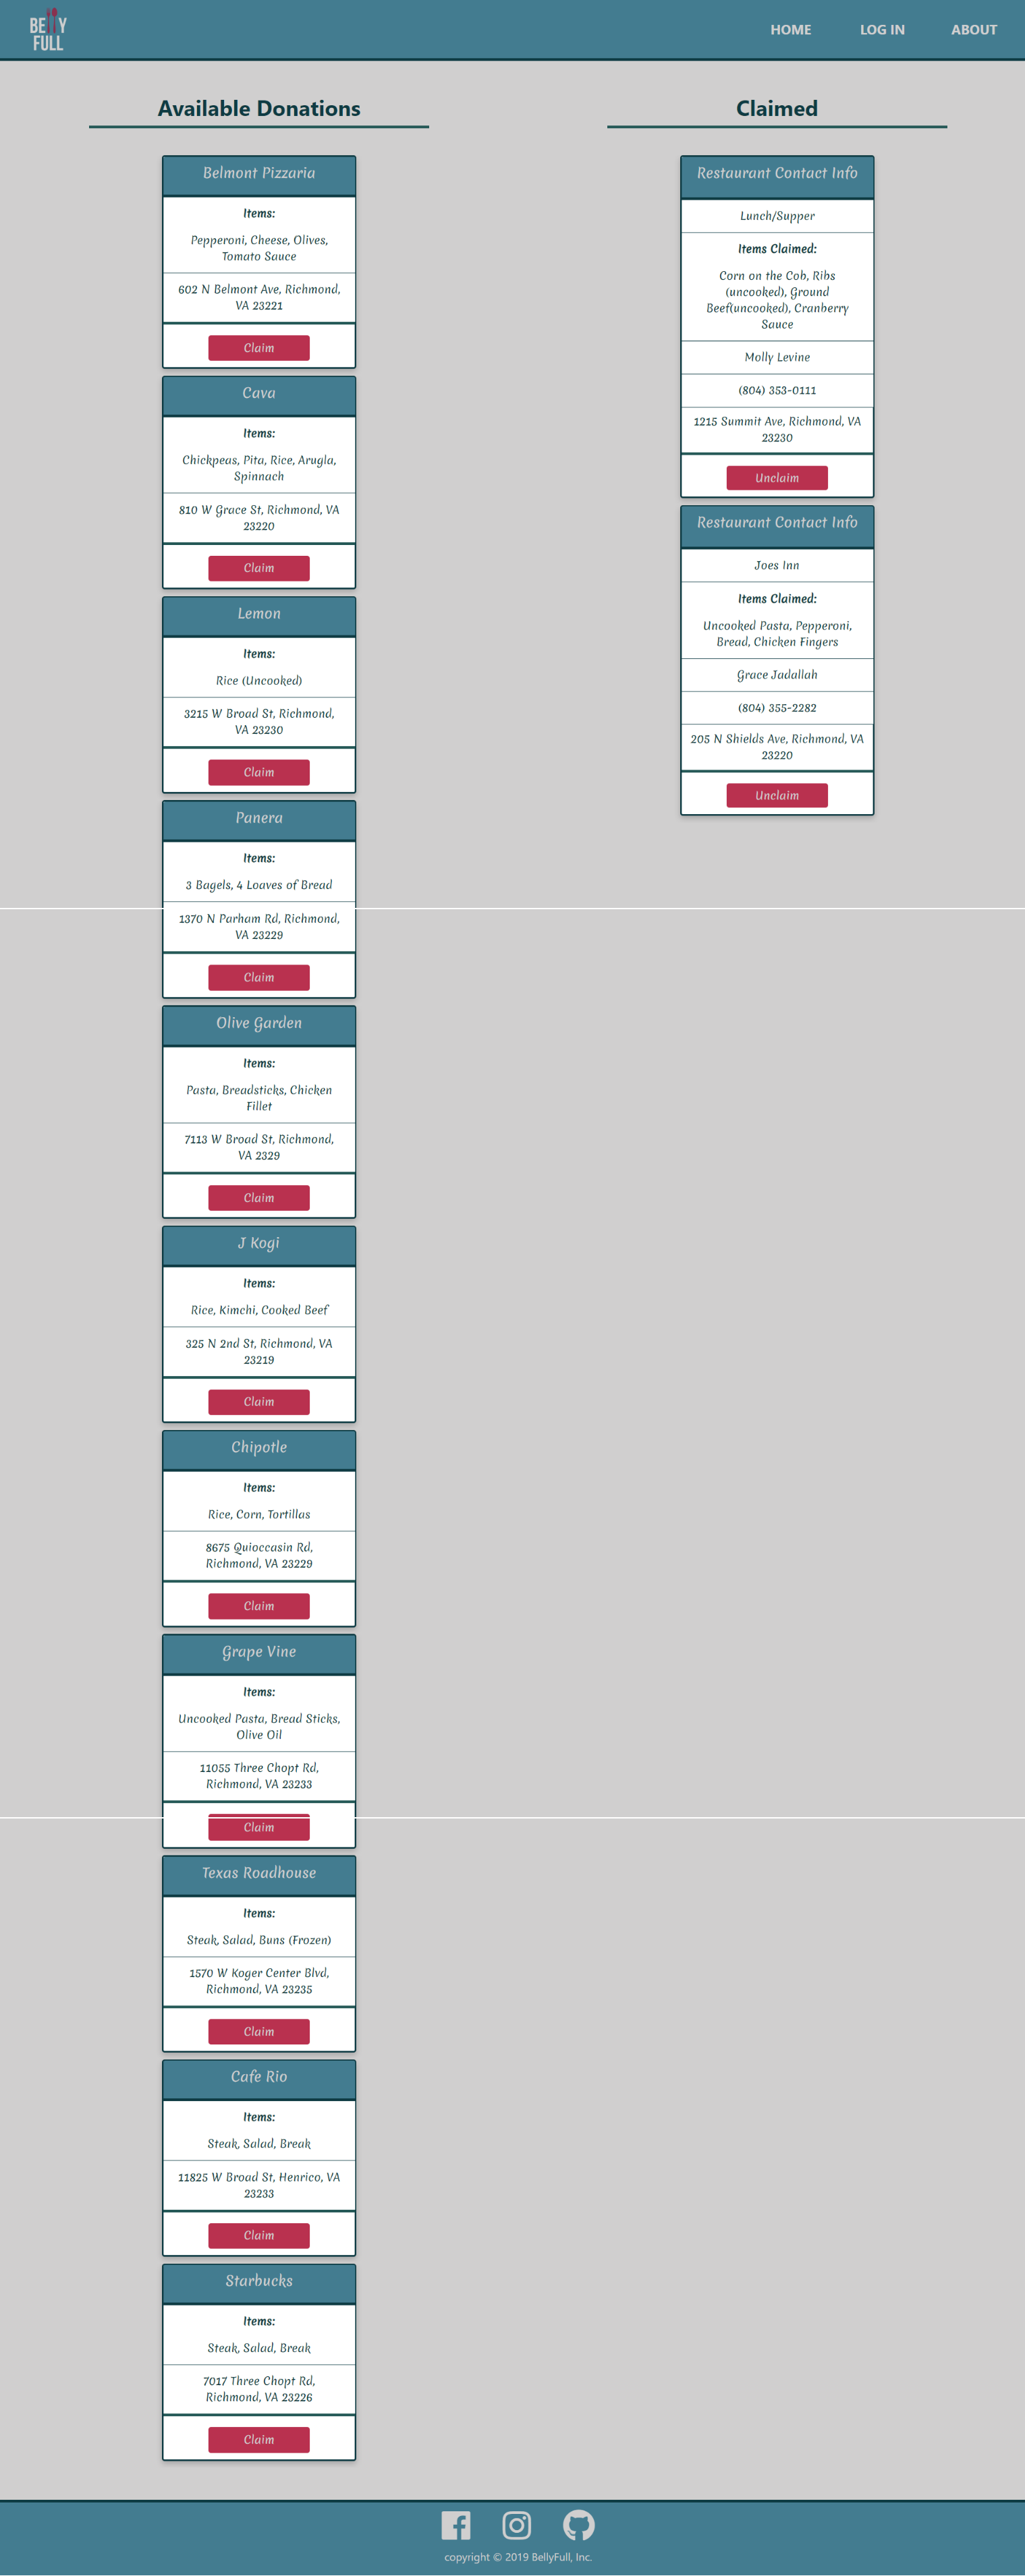 BELLY
FULL
HOME
LOG IN
ABOUT
Available Donations
Belmont Pizzaria
Items:
Pepperoni, Cheese, Olives,
Tomato Sauce
602 N Belmont Ave, Richmond,
VA 23221
Claim
Cava
Items:
Chickpeas, Pita, Rice, Arugla,
Spinnach
810 W Grace St, Richmond, VA
23220
Claim
Lemon
Items:
Rice (Uncooked)
3215 W Broad St, Richmond,
VA 23230
Claim
Panera
Items:
3 Bagels, 4 Loaves of Bread
1370 N Parham Rd, Richmond,
VA 23229
Claim
Olive Garden
Items:
Pasta, Breadsticks, Chicken
Fillet
7113 W Broad St, Richmond,
VA 2329
Claim
J Kogi
Items:
Rice, Kimchi, Cooked Beef
325 N 2nd St, Richmond, VA
23219
Claim
Chipotle
Items:
Rice, Corn, Tortillas
8675 Quioccasin Rd,
Richmond, VA 23229
Claim
Grape Vine
Items:
Uncooked Pasta, Bread Sticks,
Olive Oil
11055 Three Chopt Rd,
Richmond, VA 23233
Claim
Texas Roadhouse
Items:
Steak, Salad, Buns (Frozen)
1570 W Koger Center Blvd,
Richmond, VA 23235
Claim
Cafe Rio
Items:
Steak, Salad, Break
11825 W Broad St, Henrico, VA
23233
Claim
Starbucks
Items:
Steak, Salad, Break
7017 Three Chopt Rd,
Richmond, VA 23226
Claim
Claimed
Restaurant Contact Info
Lunch/Supper
Items Claimed:
Corn on the Cob, Ribs
(uncooked), Ground
Beef(uncooked), Cranberry
Sauce
Molly Levine
(804) 353-0111
1215 Summit Ave, Richmond, VA
23230
Unclaim
Restaurant Contact Info
Joes Inn
Items Claimed:
Uncooked Pasta, Pepperoni,
Bread, Chicken Fingers
Grace Jadallah
(804) 355-2282
205 N Shields Ave, Richmond, VA
23220
Unclaim
copyright © 2019 BellyFull, Inc.